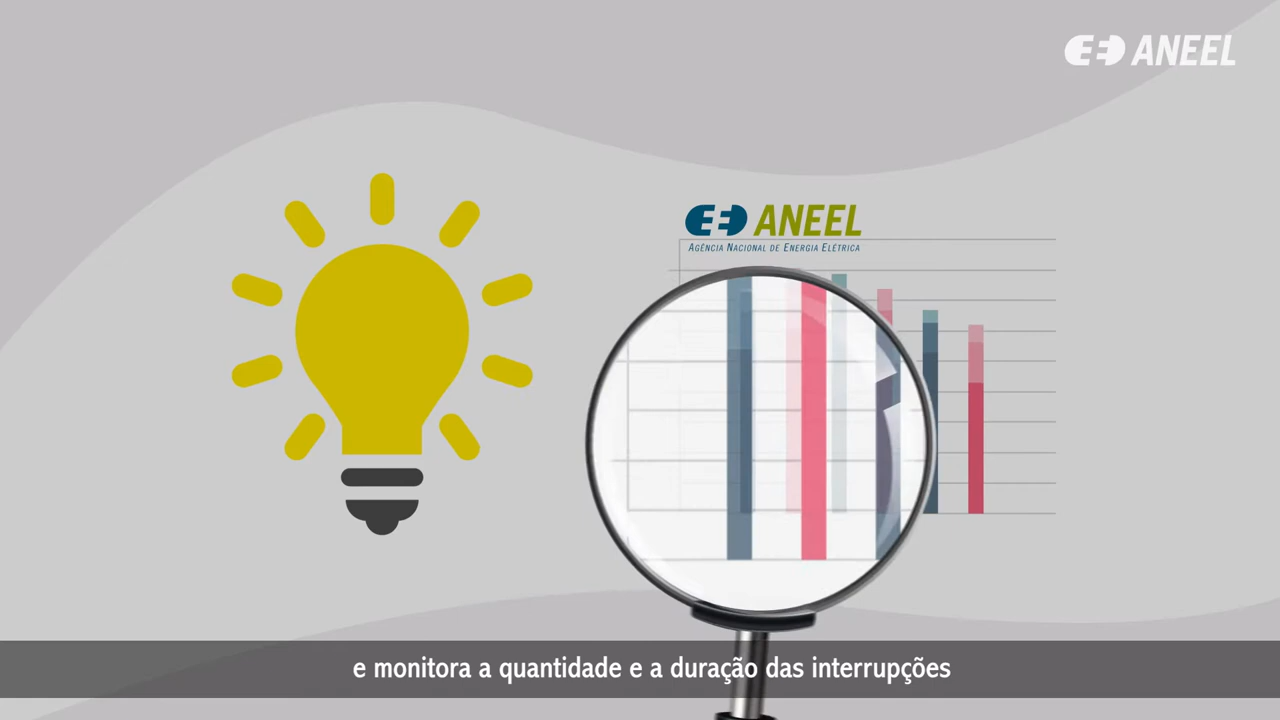 ANEEL
ANEEL
AGÊNCIA NACIONAL DE ENERGIA ELÉTRICA
e monitora a quantidade e a duração das interrupções